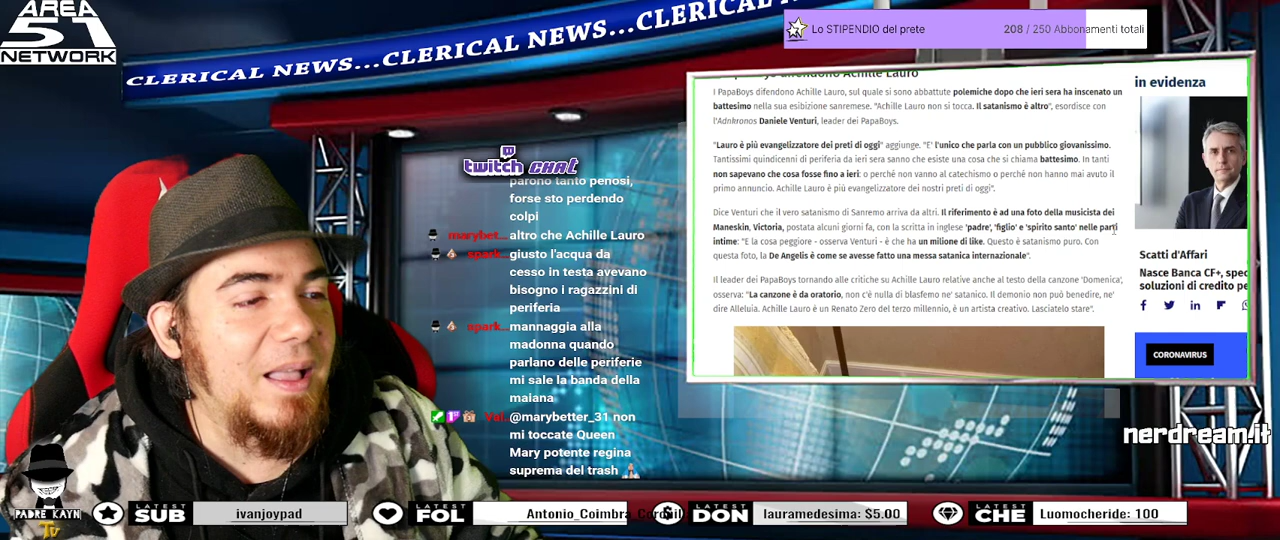 AREA
51
NETWORK
CLERICAL NEWS...CLERICAL NEWS...CLERICAL NEWS...
Lo STIPENDIO del prete 208 / 250 Abbonamenti totali
twitch CHAT
parono tanto penosi,
forse sto perdendo
colpi
marybet... altro che Achille Lauro
spark... giusto l'acqua da
cesso in testa avevano
bisogno i ragazzini di
periferia
spark... mannaggia alla
madonna quando
parlano delle periferie
mi sale la banda della
maiana
@marybetter_31 non
mi toccate Queen
Mary potente regina
suprema del trash
difendono Achille Lauro
I PapaBoys difendono Achille Lauro, sul quale si sono abbattute polemiche dopo che ieri sera ha inscenato un
battesimo nella sua esibizione sanremese. "Achille Lauro non si tocca. Il satanismo è altro", esordisce con
l'Adnkronos Daniele Venturi, leader dei PapaBoys.
"Lauro è più evangelizzatore dei preti di oggi" aggiunge. "E' l'unico che parla con un pubblico giovanissimo.
Tantissimi quindicenni di periferia da ieri sera sanno che esiste una cosa che si chiama battesimo. In tanti
non sapevano che cosa fosse fino a ieri: o perché non vanno al catechismo o perché non hanno mai avuto il
primo annuncio. Achille Lauro è più evangelizzatore dei nostri preti di oggi".
Dice Venturi che il vero satanismo di Sanremo arriva da altri. Il riferimento è ad una foto della musicista dei
Maneskin, Victoria, postata alcuni giorni fa, con la scritta in inglese 'padre', 'figlio' e 'spirito santo' nelle parti
intime: "E la cosa peggiore - osserva Venturi - è che ha un milione di like. Questo è satanismo puro. Con
questa foto, la De Angelis è come se avesse fatto una messa satanica internazionale".
Il leader dei PapaBoys tornando alle critiche su Achille Lauro relative anche al testo della canzone 'Domenica',
osserva: "La canzone è da oratorio, non c'è nulla di blasfemo ne' satanico. Il demonio non può benedire, ne'
dire Alleluia. Achille Lauro è un Renato Zero del terzo millennio, è un artista creativo. Lasciatelo stare".
in evidenza
Scatti d'Affari
Nasce Banca CF+, spec
soluzioni di credito pe
CORONAVIRUS
nerdream.it
PADRE KAYN
TV
LATEST
SUB
ivanjoypad
LATEST
FOL
Antonio_Coimbra_
LATEST
DON
lauramedesima: $5.00
LATEST
CHE
Luomocheride: 100